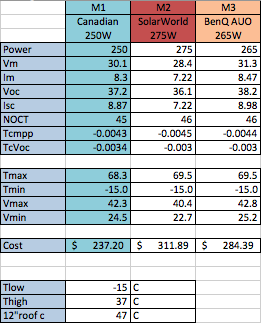 M1 M2 M3
Canadian SolarWorld BenQ AUO
250W 275W 265W
Power 250 275 265
Vm 30.1 28.4 31.3
Im 8.3 7.22 8.47
Voc 37.2 36.1 38.2
Isc 8.87 7.22 8.98
NOCT 45 46 46
Tcmpp -0.0043 -0.0045 -0.0044
TcVoc -0.0034 -0.003 -0.003
Tmax 68.3 69.5 69.5
Tmin -15.0 -15.0 -15.0
Vmax 42.3 40.4 42.8
Vmin 24.5 22.7 25.2
Cost $ 237.20 $ 311.89 $ 284.39
Tlow -15 C
Thigh 37 C
12"roof c 47 C